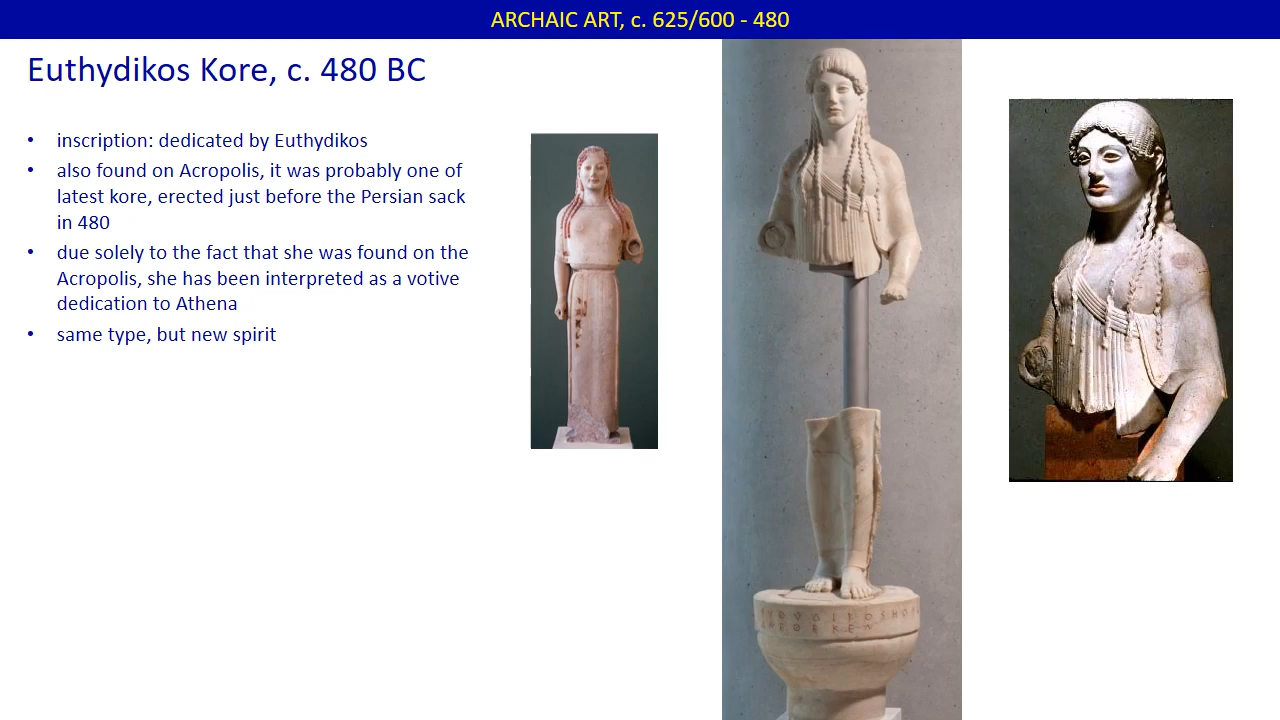 ARCHAIC ART, c. 625/600 - 480
Euthydikos Kore, c. 480 BC
• inscription: dedicated by Euthydikos
• also found on Acropolis, it was probably one of
latest kore, erected just before the Persian sack
in 480
• due solely to the fact that she was found on the
Acropolis, she has been interpreted as a votive
dedication to Athena
• same type, but new spirit